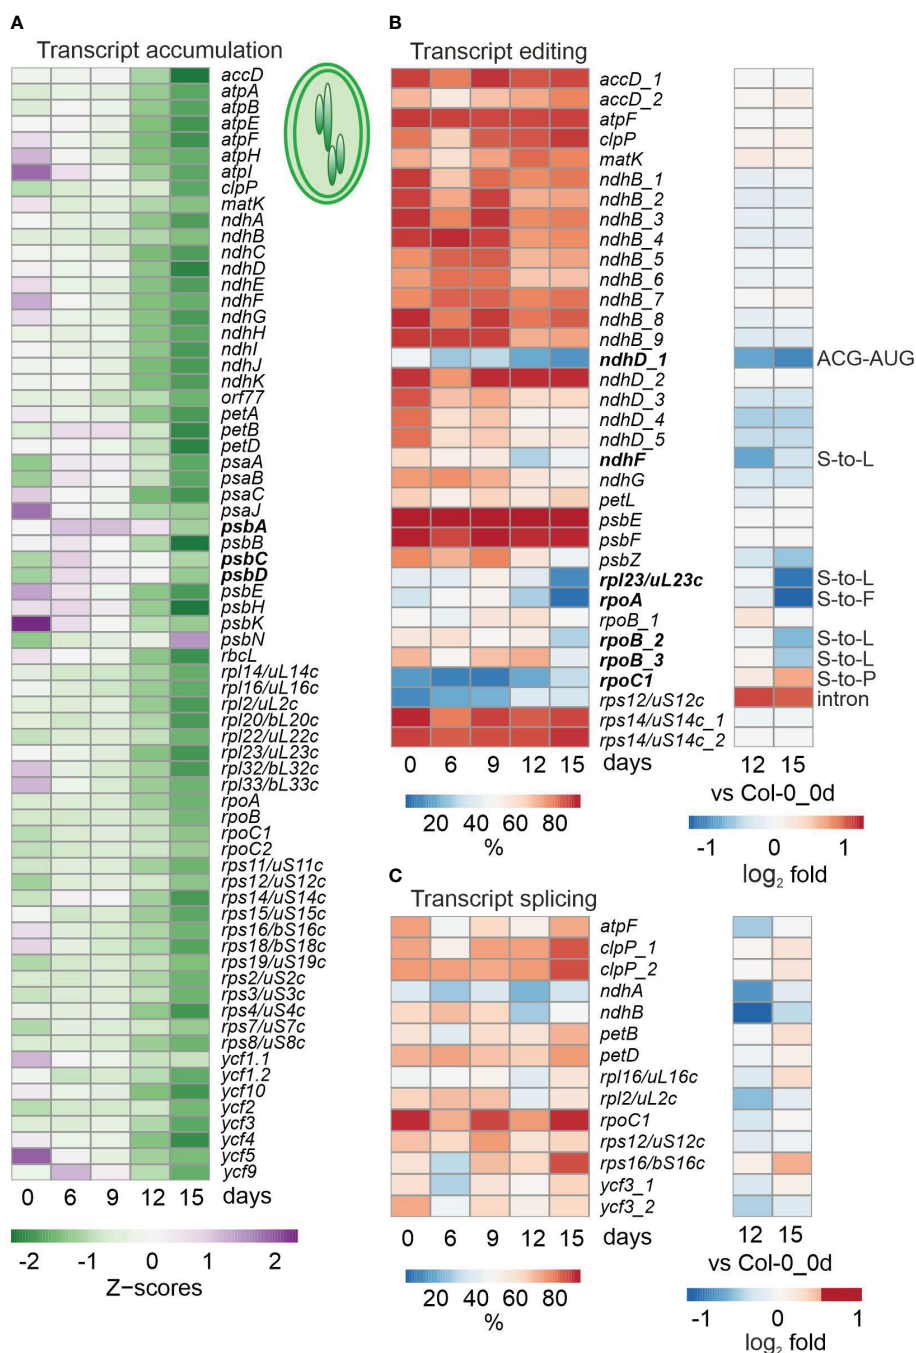 A
Transcript accumulation
accD
atpA
atpB
atpE
atpF
atpH
atpI
clpP
matK
ndhA
ndhB
ndhC
ndhD
ndhE
ndhF
ndhG
ndhH
ndhI
ndhJ
ndhK
orf77
petA
petB
petD
psaA
psaB
psaC
psaJ
psbA
psbB
psbC
psbD
psbE
psbH
psbK
psbN
rbcL
rpl14/uL14c
rpl16/uL16c
rpl2/uL2c
rpl20/bL20c
rpl22/uL22c
rpl23/uL23c
rpl32/bL32c
rpl33/bL33c
rpoA
rpoB
rpoC1
rpoC2
rps11/uS11c
rps12/uS12c
rps14/uS14c
rps15/uS15c
rps16/bS16c
rps18/bS18c
rps19/uS19c
rps2/uS2c
rps3/uS3c
rps4/uS4c
rps7/uS7c
rps8/uS8c
ycf1.1
ycf1.2
ycf10
ycf2
ycf3
ycf4
ycf5
ycf9
0 6 9 12 15 days
-2 -1 0 1 2
Z−scores
B
Transcript editing
accD_1
accD_2
atpF
clpP
matK
ndhB_1
ndhB_2
ndhB_3
ndhB_4
ndhB_5
ndhB_6
ndhB_7
ndhB_8
ndhB_9
ndhD_1 ACG-AUG
ndhD_2
ndhD_3
ndhD_4
ndhD_5
ndhF S-to-L
ndhG
petL
psbE
psbF
psbZ
rpl23/uL23c S-to-L
rpoA S-to-F
rpoB_1
rpoB_2 S-to-L
rpoB_3 S-to-L
rpoC1 S-to-P
rps12/uS12c intron
rps14/uS14c_1
rps14/uS14c_2
0 6 9 12 15 days 12 15
vs Col-0_0d
20 40 60 80
%
-1 0 1
log2 fold
C
Transcript splicing
atpF
clpP_1
clpP_2
ndhA
ndhB
petB
petD
rpl16/uL16c
rpl2/uL2c
rpoC1
rps12/uS12c
rps16/bS16c
ycf3_1
ycf3_2
0 6 9 12 15 days 12 15
vs Col-0_0d
20 40 60 80
%
-1 0 1
log2 fold